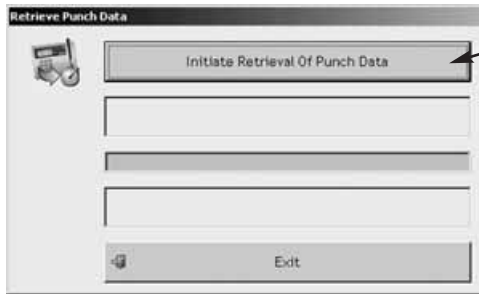 Retrieve Punch Data
Initiate Retrieval Of Punch Data
Exit